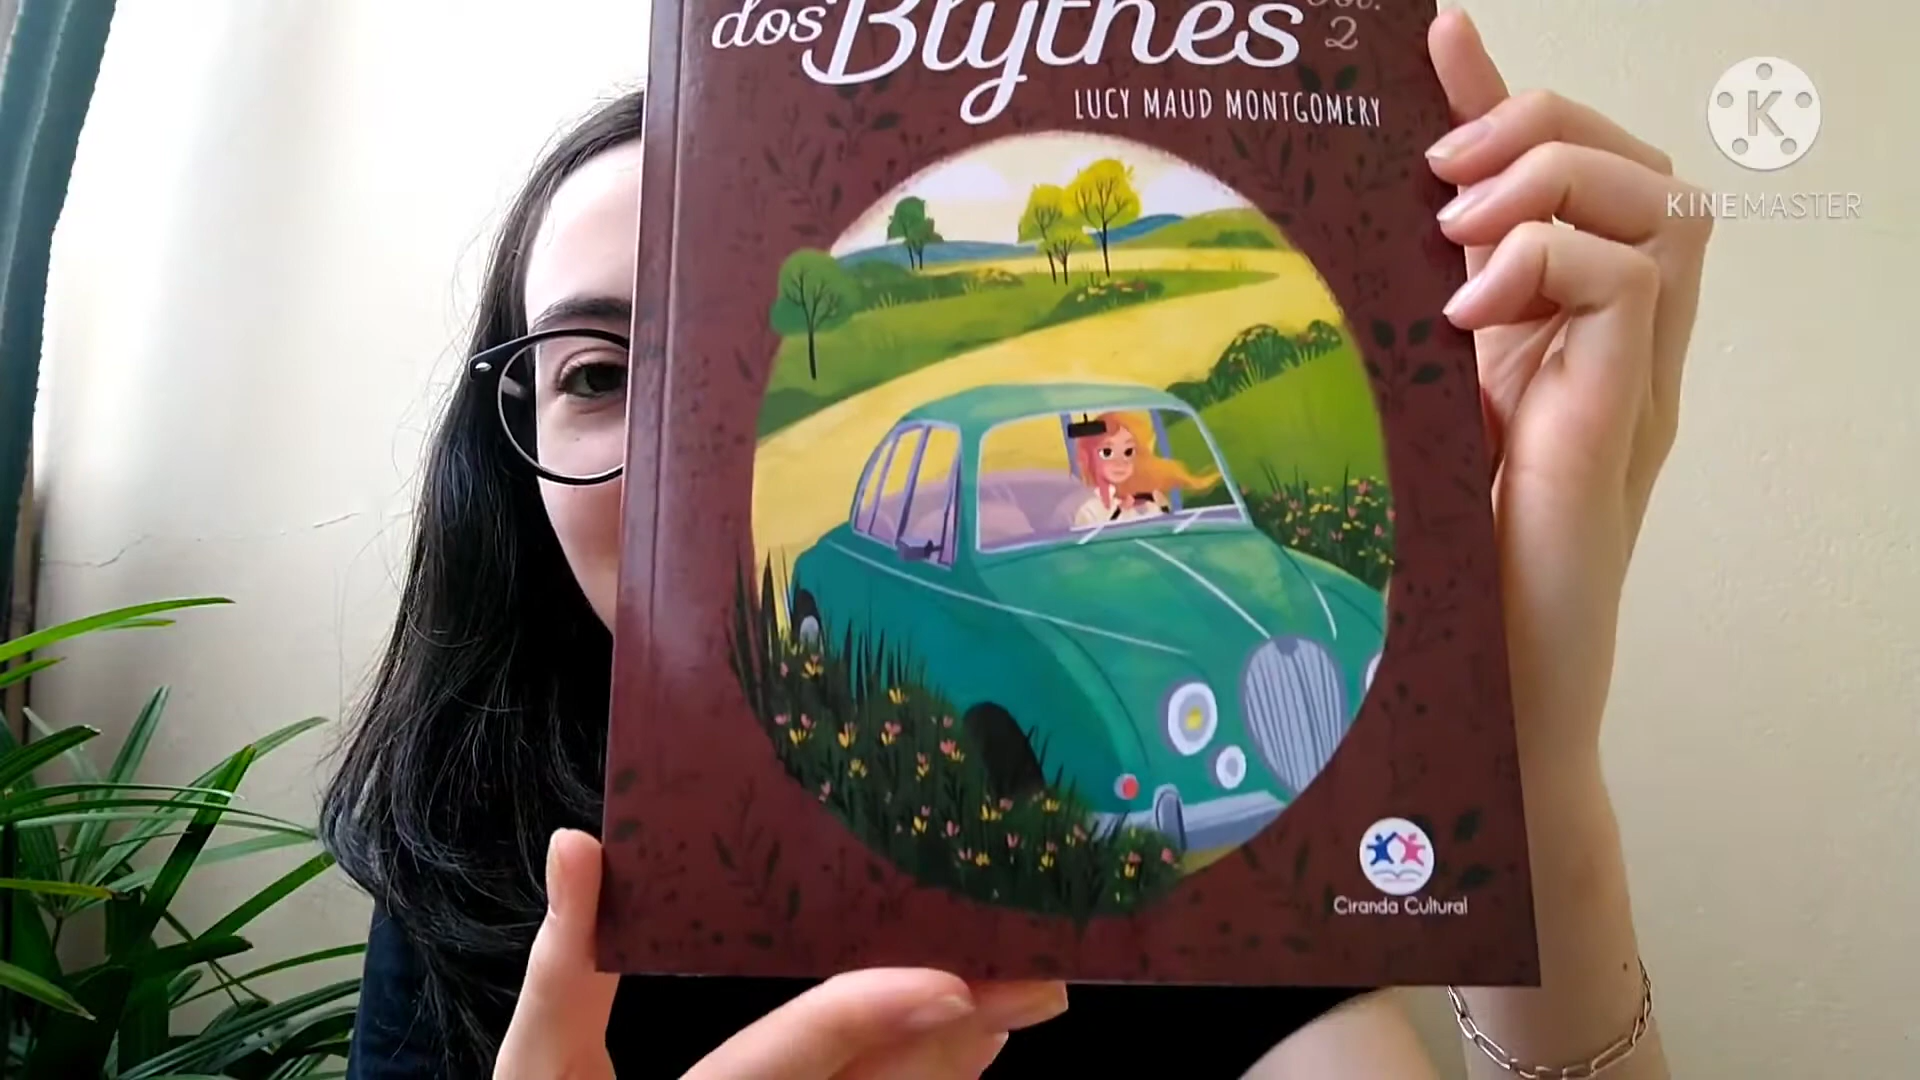 dos Blythes
2
LUCY MAUD MONTGOMERY
K
KINEMASTER
Ciranda Cultural